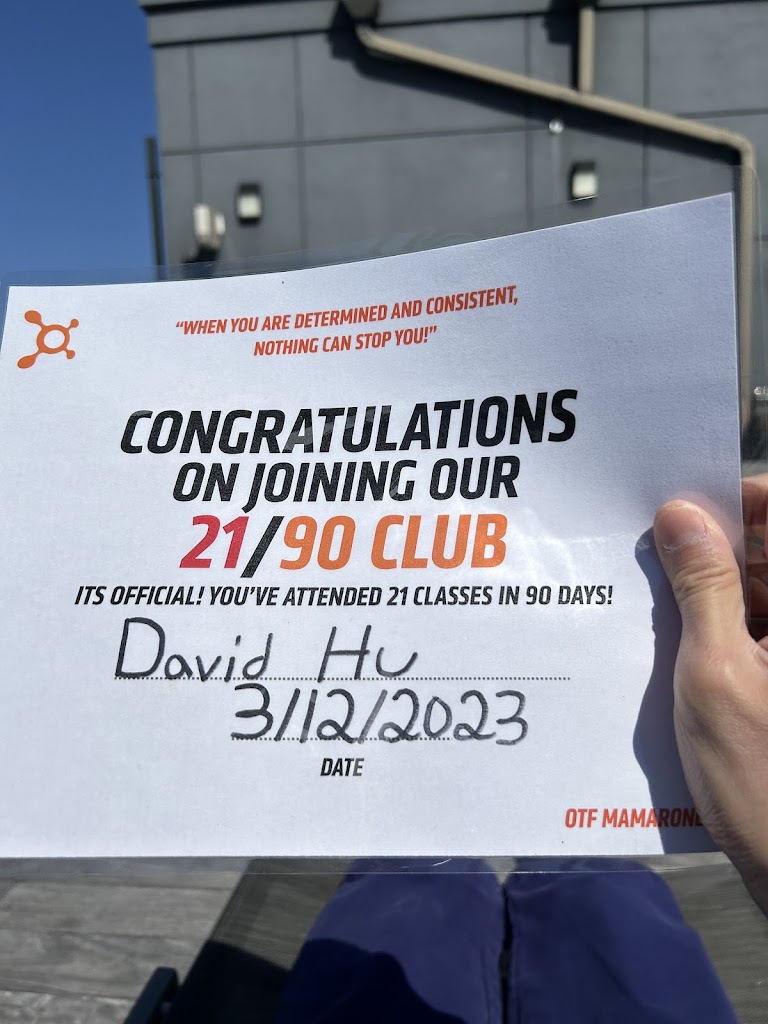 “WHEN YOU ARE DETERMINED AND CONSISTENT,
NOTHING CAN STOP YOU!”
CONGRATULATIONS
ON JOINING OUR
21/90 CLUB
ITS OFFICIAL! YOU'VE ATTENDED 21 CLASSES IN 90 DAYS!
David Hu
3/12/2023
DATE
OTF